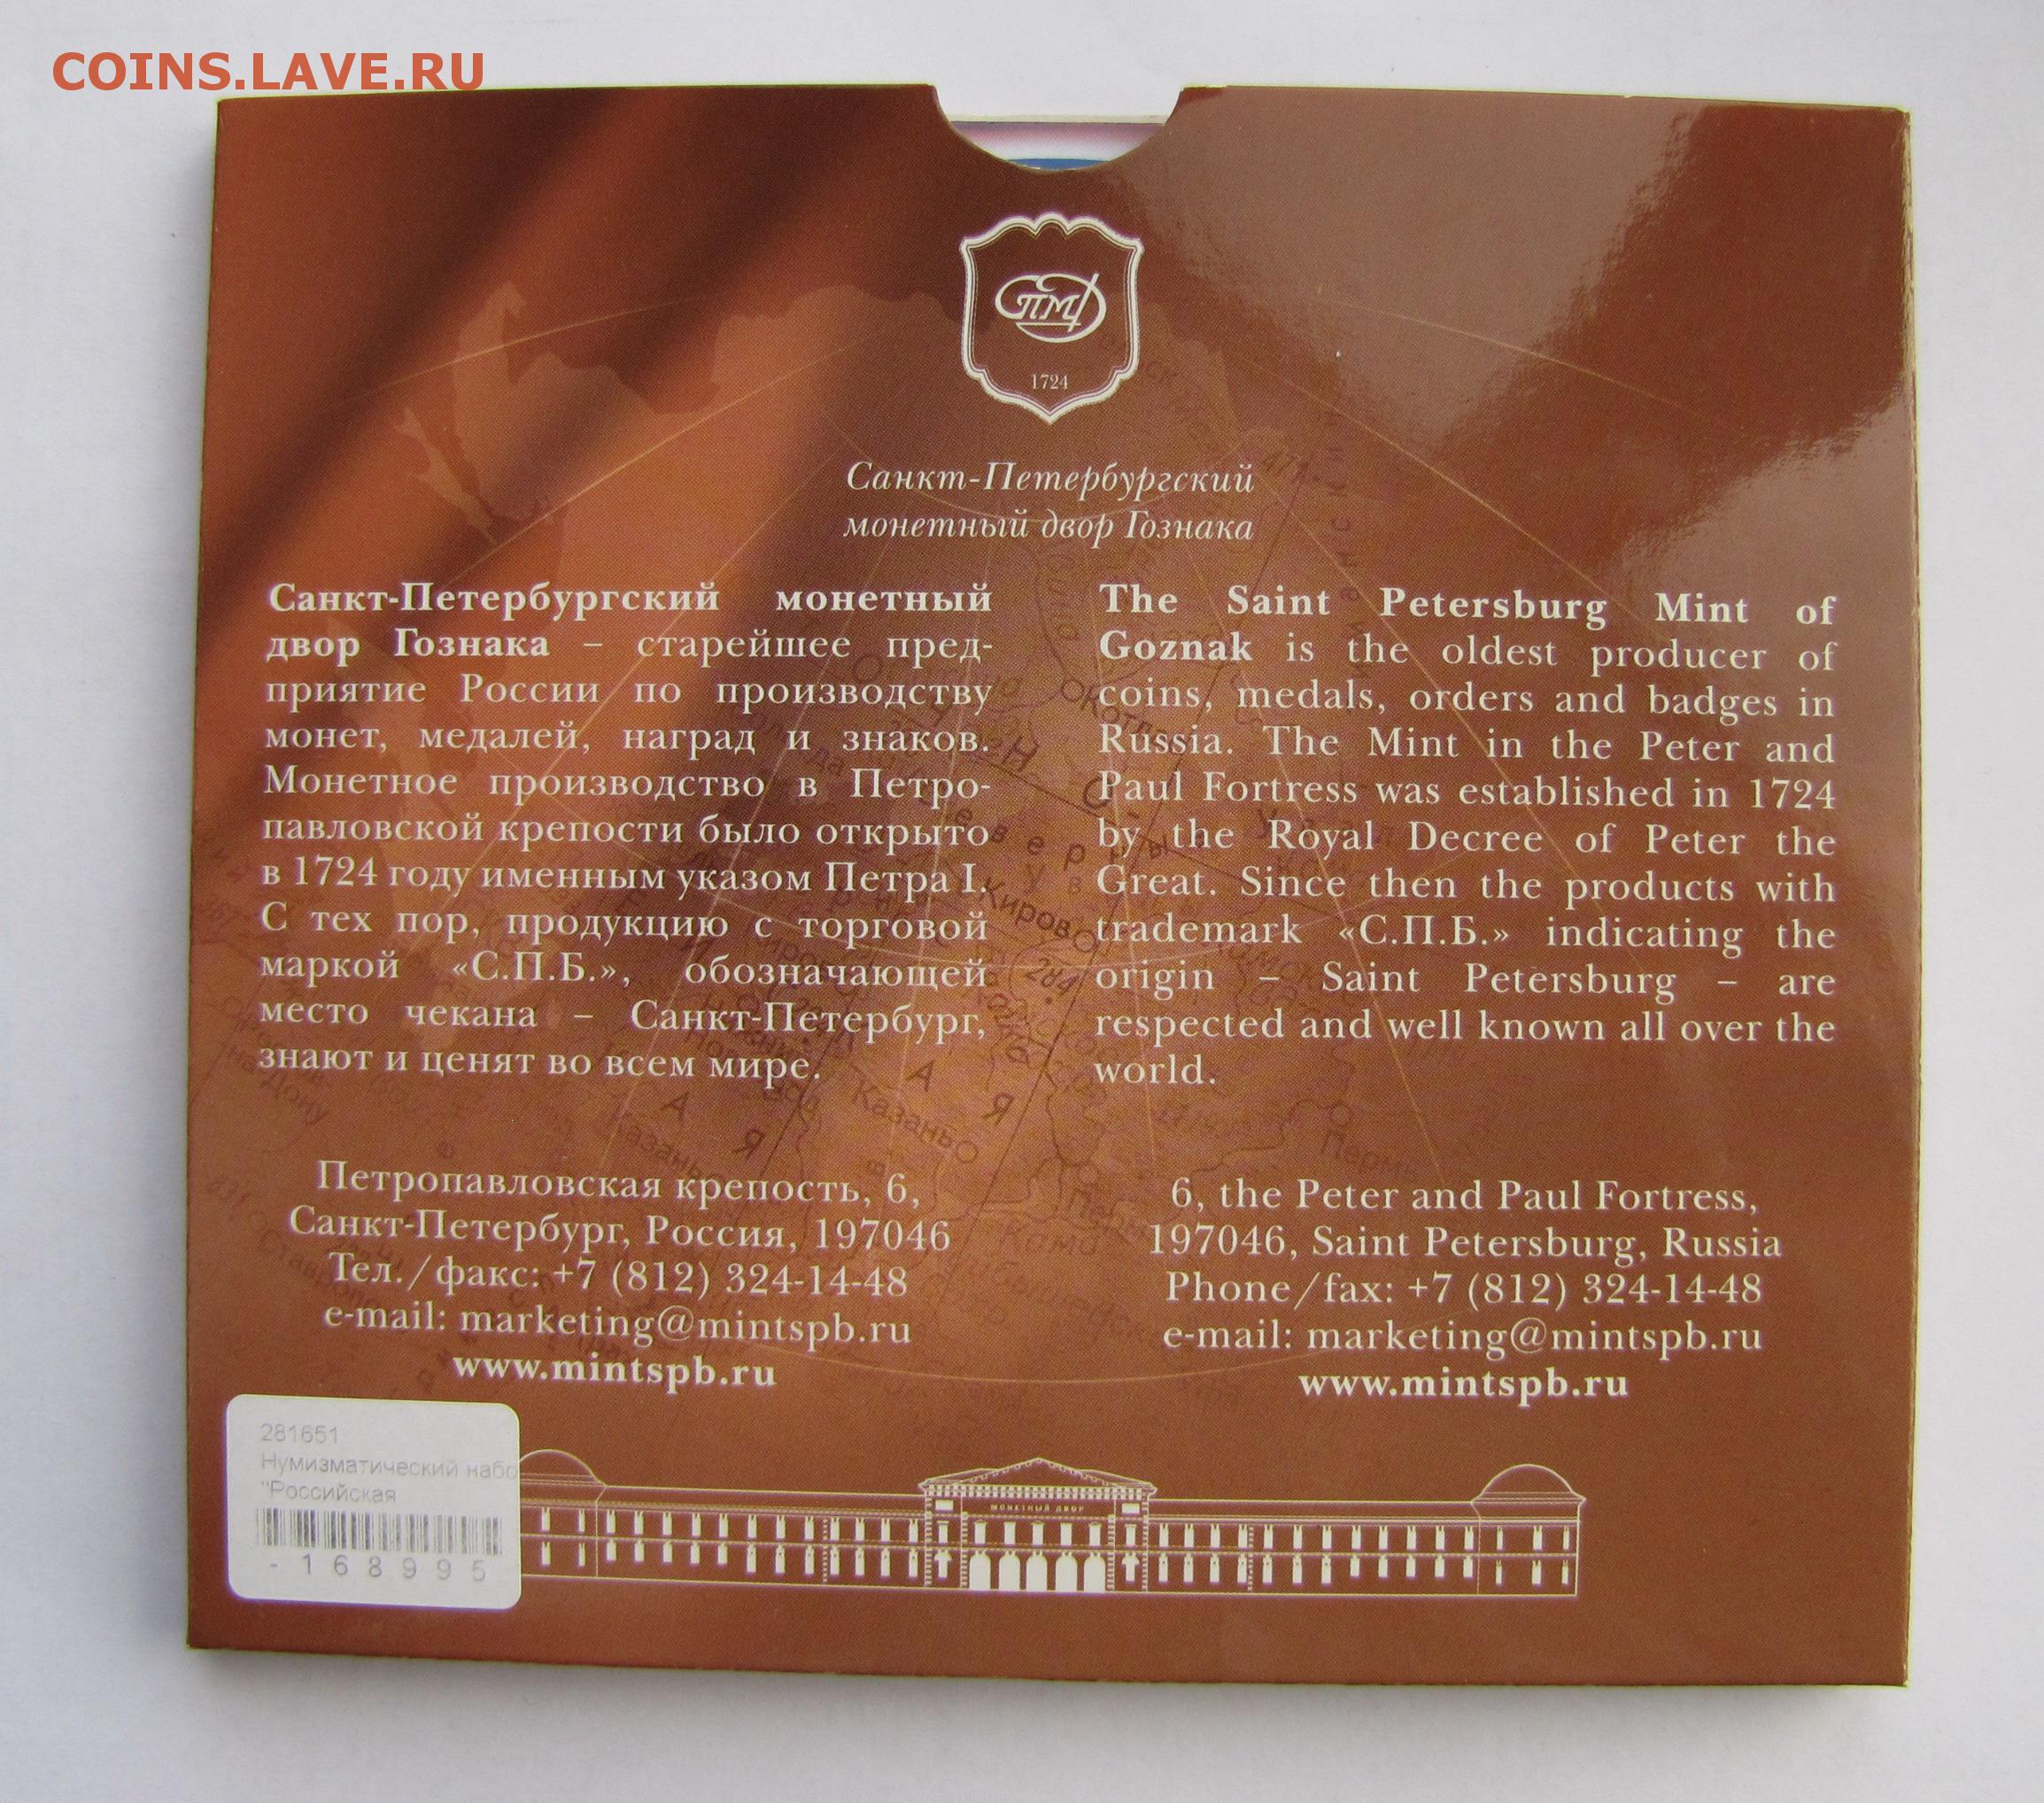 COINS.LAVE.RU
СПМД
1724
Санкт-Петербургский
монетный двор Гознака
Санкт-Петербургский монетный
двор Гознака – старейшее пред-
приятие России по производству
монет, медалей, наград и знаков.
Монетное производство в Петро-
павловской крепости было открыто
в 1724 году именным указом Петра I.
С тех пор, продукцию с торговой
маркой «С.П.Б.», обозначающей
место чекана – Санкт-Петербург,
знают и ценят во всем мире.
Петропавловская крепость, 6,
Санкт-Петербург, Россия, 197046
Тел./факс: +7 (812) 324-14-48
e-mail: marketing@mintspb.ru
www.mintspb.ru
The Saint Petersburg Mint of
Goznak is the oldest producer of
coins, medals, orders and badges in
Russia. The Mint in the Peter and
Paul Fortress was established in 1724
by the Royal Decree of Peter the
Great. Since then the products with
trademark «С.П.Б.» indicating the
origin – Saint Petersburg – are
respected and well known all over the
world.
6, the Peter and Paul Fortress,
197046, Saint Petersburg, Russia
Phone/fax: +7 (812) 324-14-48
e-mail: marketing@mintspb.ru
www.mintspb.ru
281651
Нумизматический набо
"Российская
-168995
МОНЕТНЫЙ ДВОР